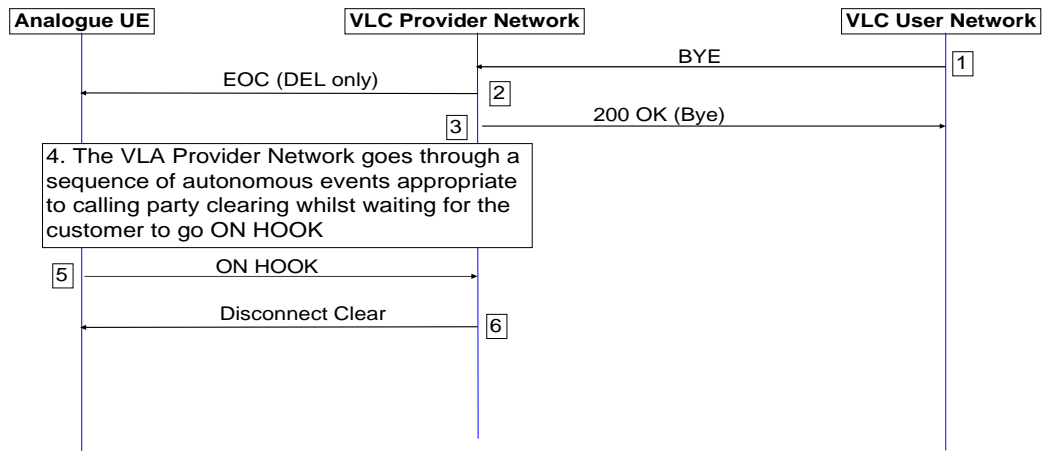 Analogue UE
VLC Provider Network
VLC User Network
BYE
1
EOC (DEL only)
2
200 OK (Bye)
3
4. The VLA Provider Network goes through a
sequence of autonomous events appropriate
to calling party clearing whilst waiting for the
customer to go ON HOOK
ON HOOK
5
Disconnect Clear
6